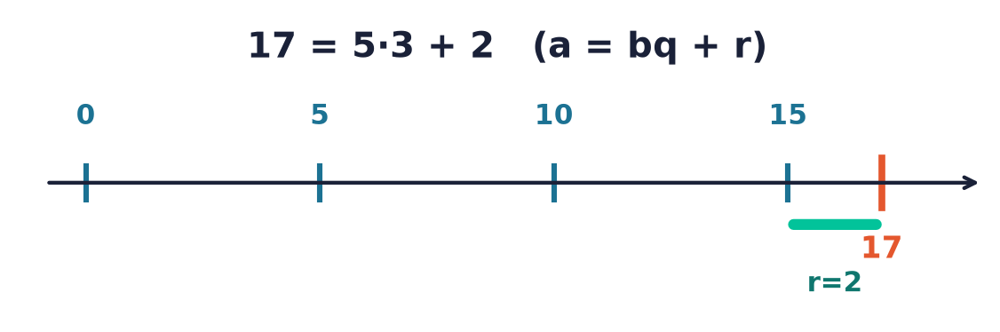 17 = 5·3 + 2 (a = bq + r)
0 5 10 15
17
r=2